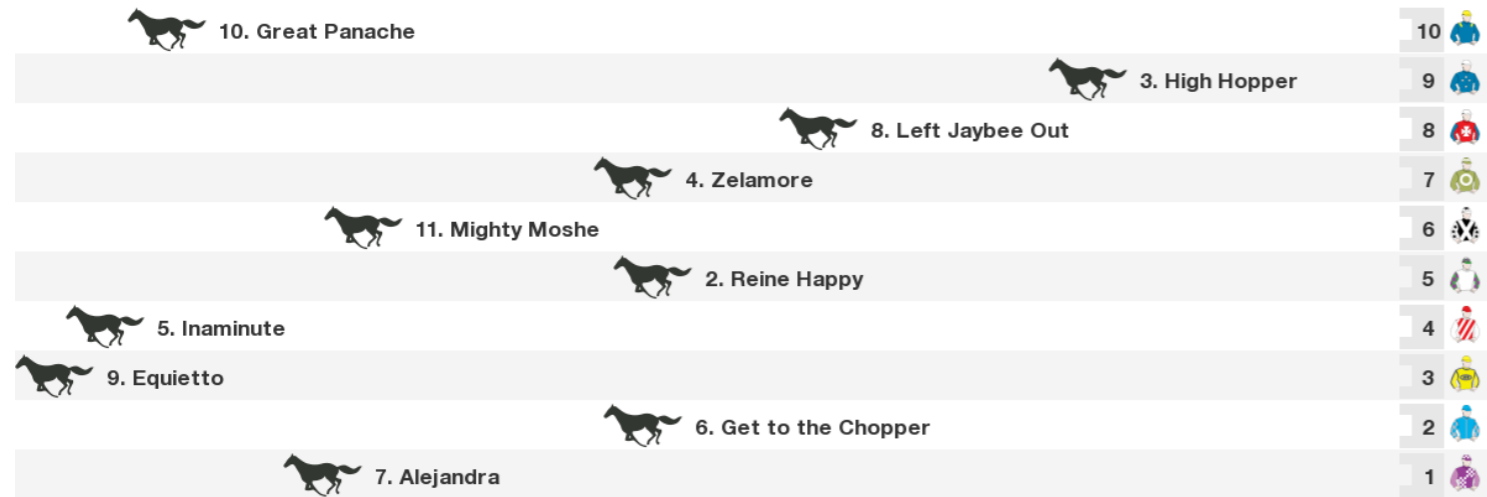 10. Great Panache 10
3. High Hopper 9
8. Left Jaybee Out 8
4. Zelamore 7
11. Mighty Moshe 6
2. Reine Happy 5
5. Inaminute 4
9. Equietto 3
6. Get to the Chopper 2
7. Alejandra 1